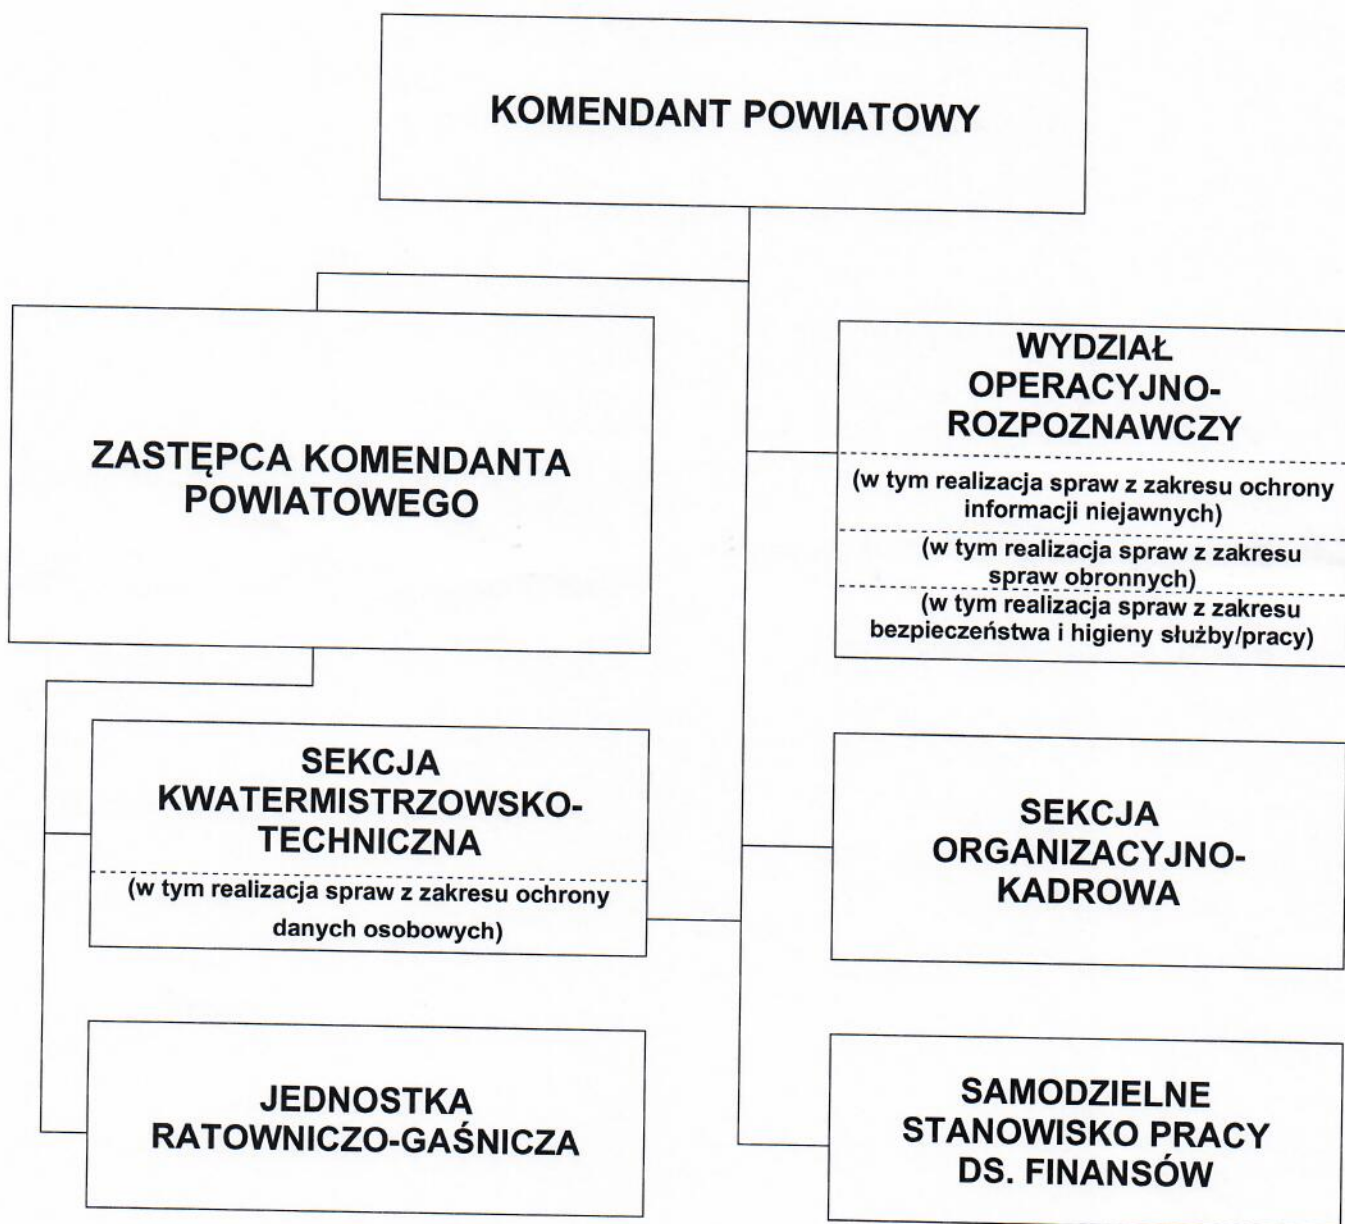 KOMENDANT POWIATOWY
ZASTĘPCA KOMENDANTA
POWIATOWEGO
WYDZIAŁ
OPERACYJNO-
ROZPOZNAWCZY
(w tym realizacja spraw z zakresu ochrony
informacji niejawnych)
(w tym realizacja spraw z zakresu
spraw obronnych)
(w tym realizacja spraw z zakresu
bezpieczeństwa i higieny służby/pracy)
SEKCJA
KWATERMISTRZOWSKO-
TECHNICZNA
(w tym realizacja spraw z zakresu ochrony
danych osobowych)
SEKCJA
ORGANIZACYJNO-
KADROWA
JEDNOSTKA
RATOWNICZO-GAŚNICZA
SAMODZIELNE
STANOWISKO PRACY
DS. FINANSÓW